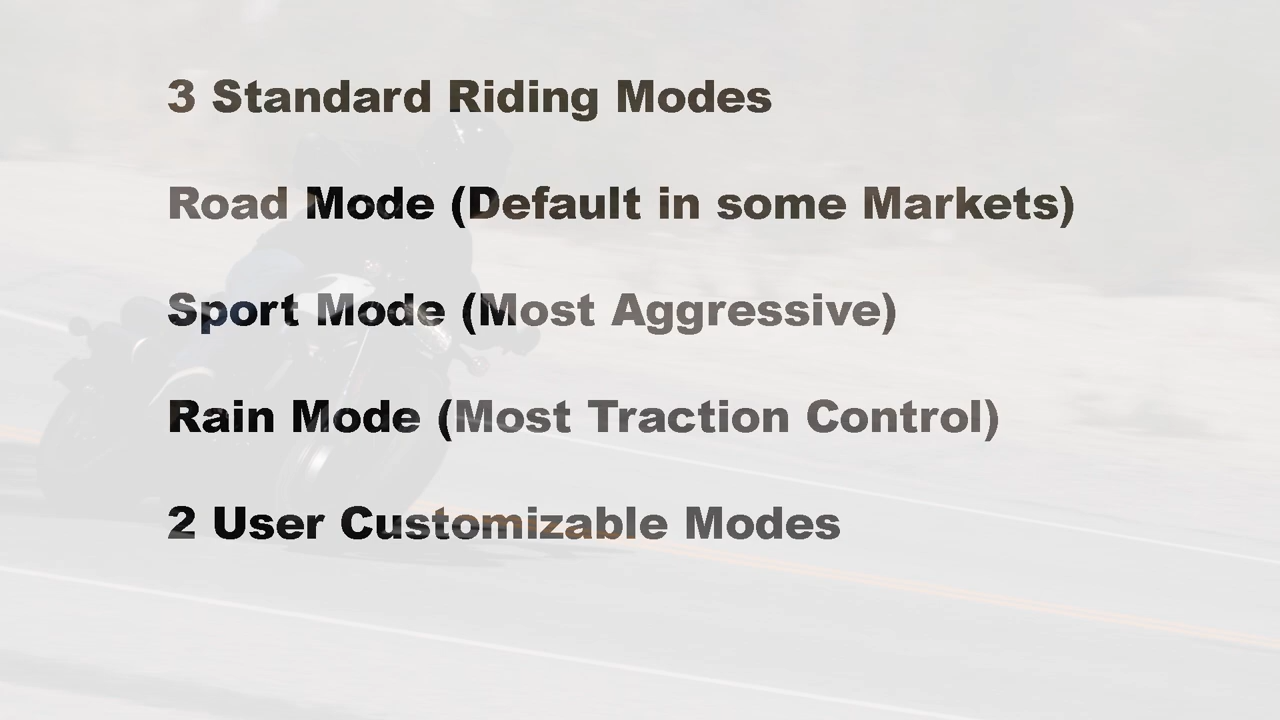 3 Standard Riding Modes
Road Mode (Default in some Markets)
Sport Mode (Most Aggressive)
Rain Mode (Most Traction Control)
2 User Customizable Modes